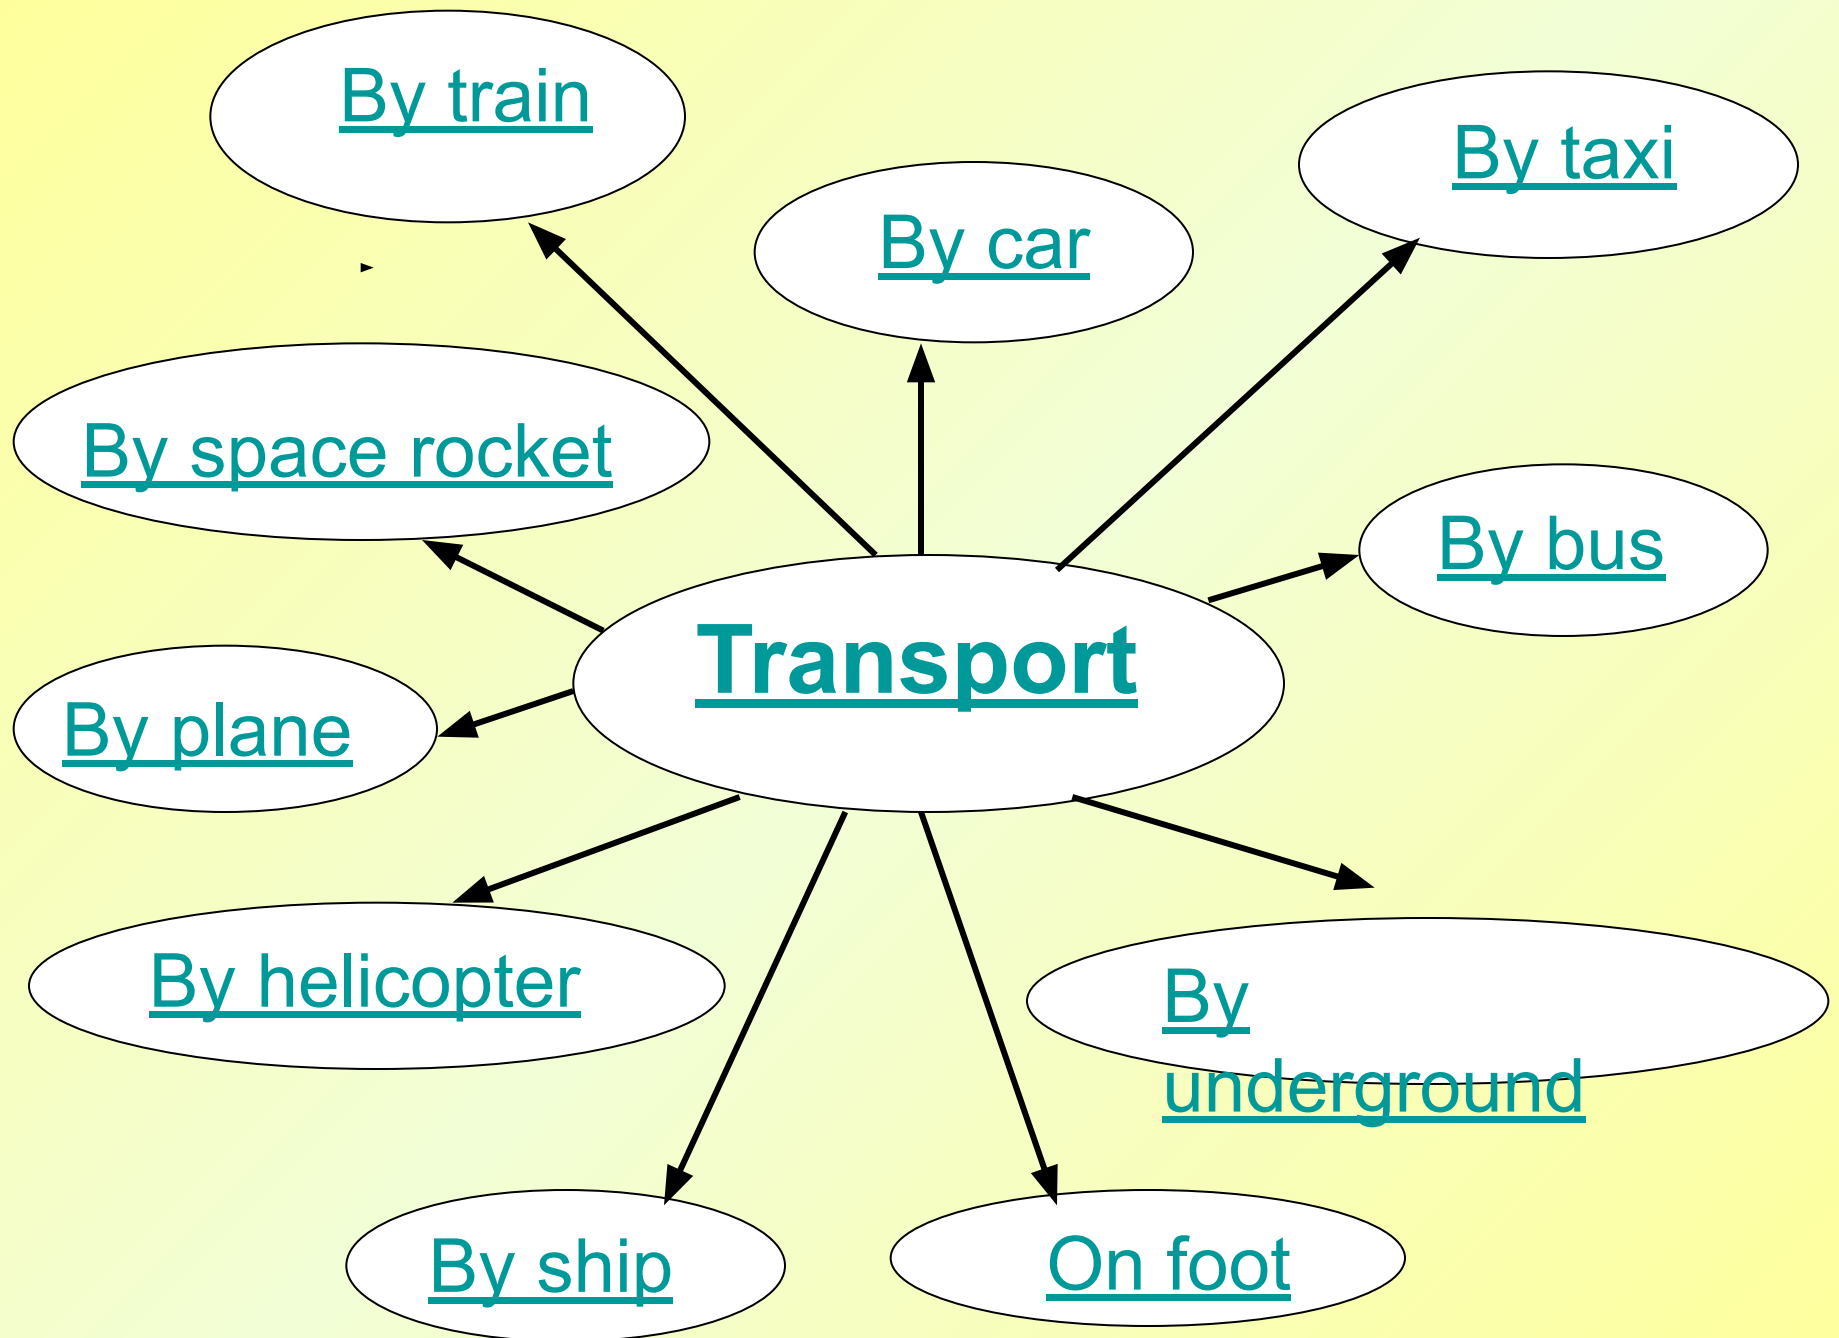 By train
By taxi
By car
By space rocket
By bus
Transport
By plane
By helicopter
By
underground
By ship
On foot